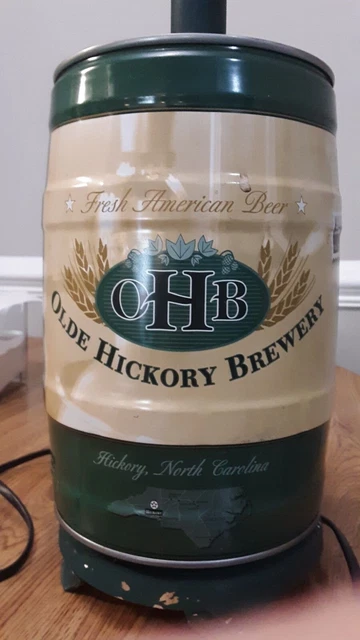 Fresh American Beer
OHB
OLDE HICKORY BREWERY
Hickory, North Carolina